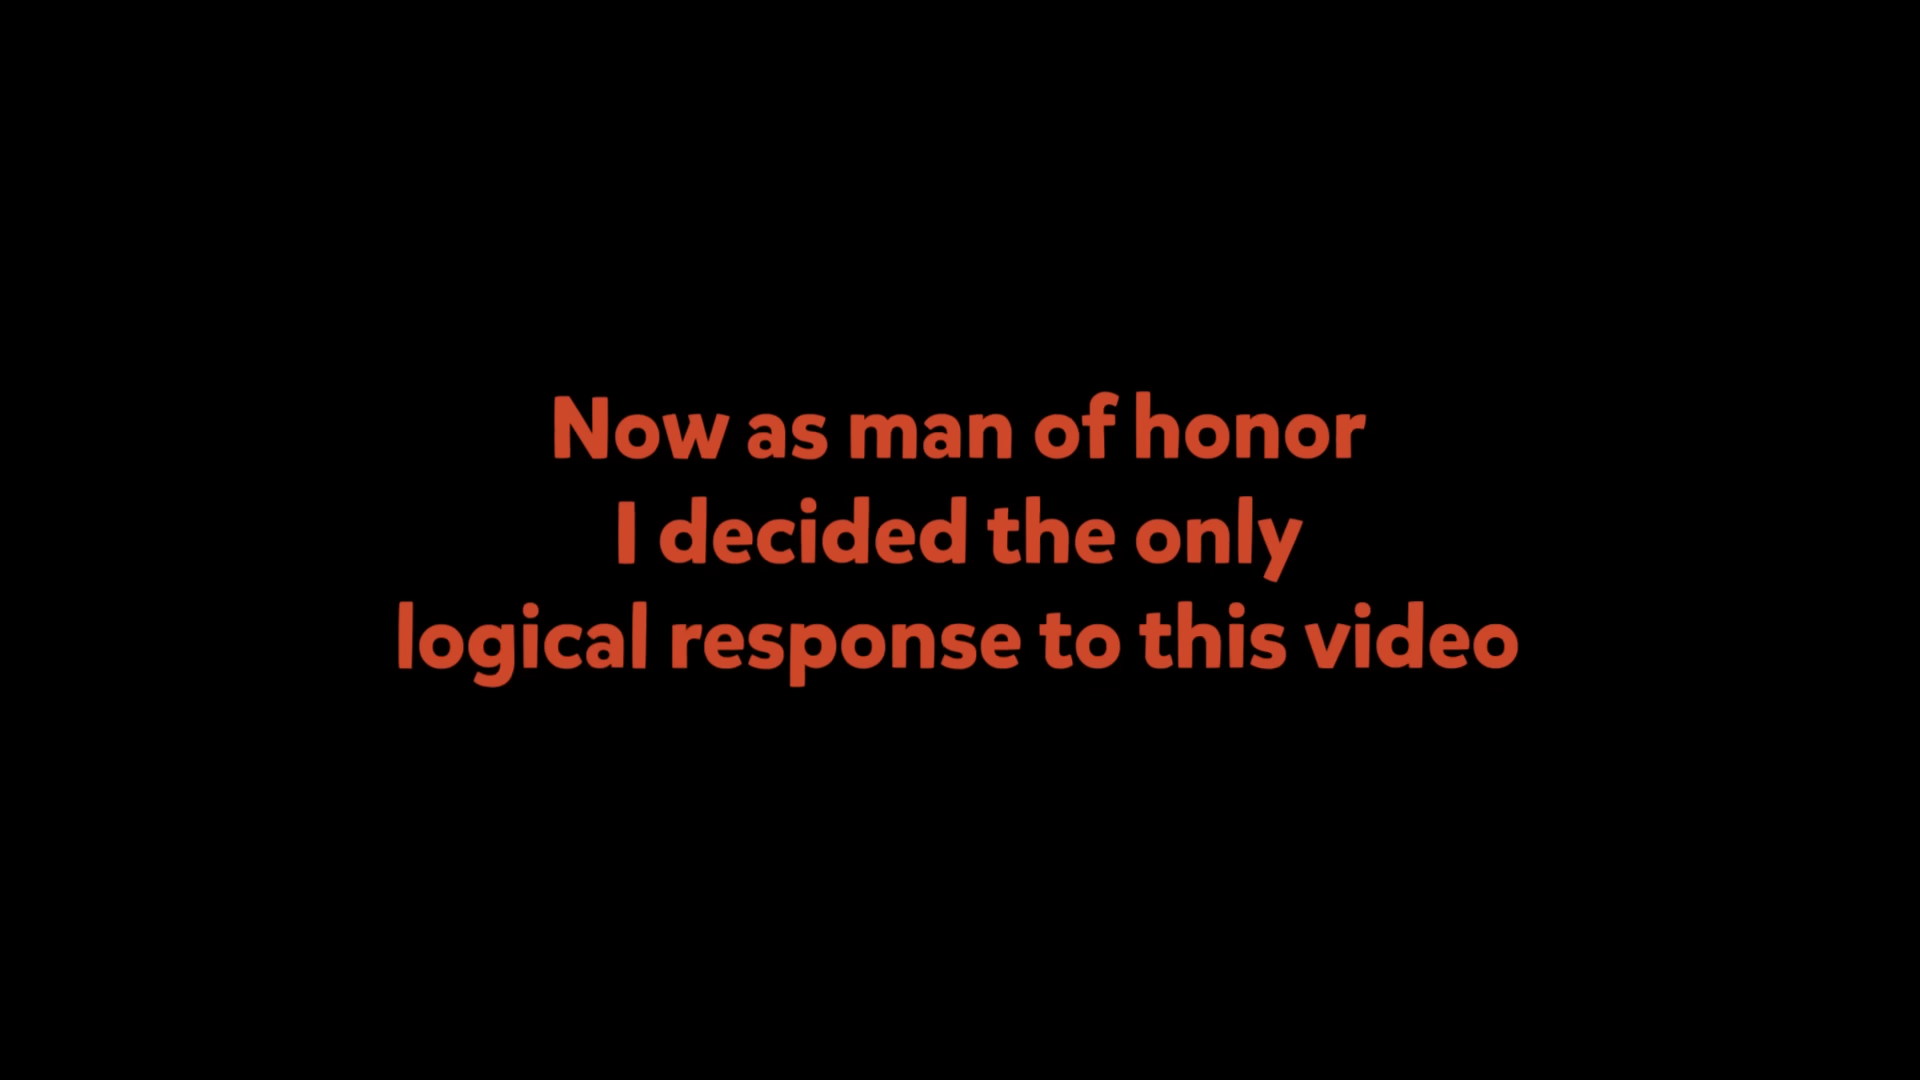 Now as man of honor
I decided the only
logical response to this video